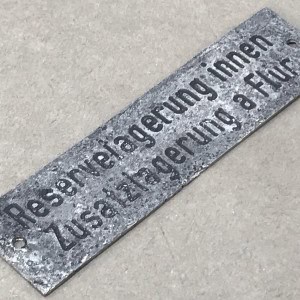 Reservelagerung innen
Zusatzlagerung a Flur